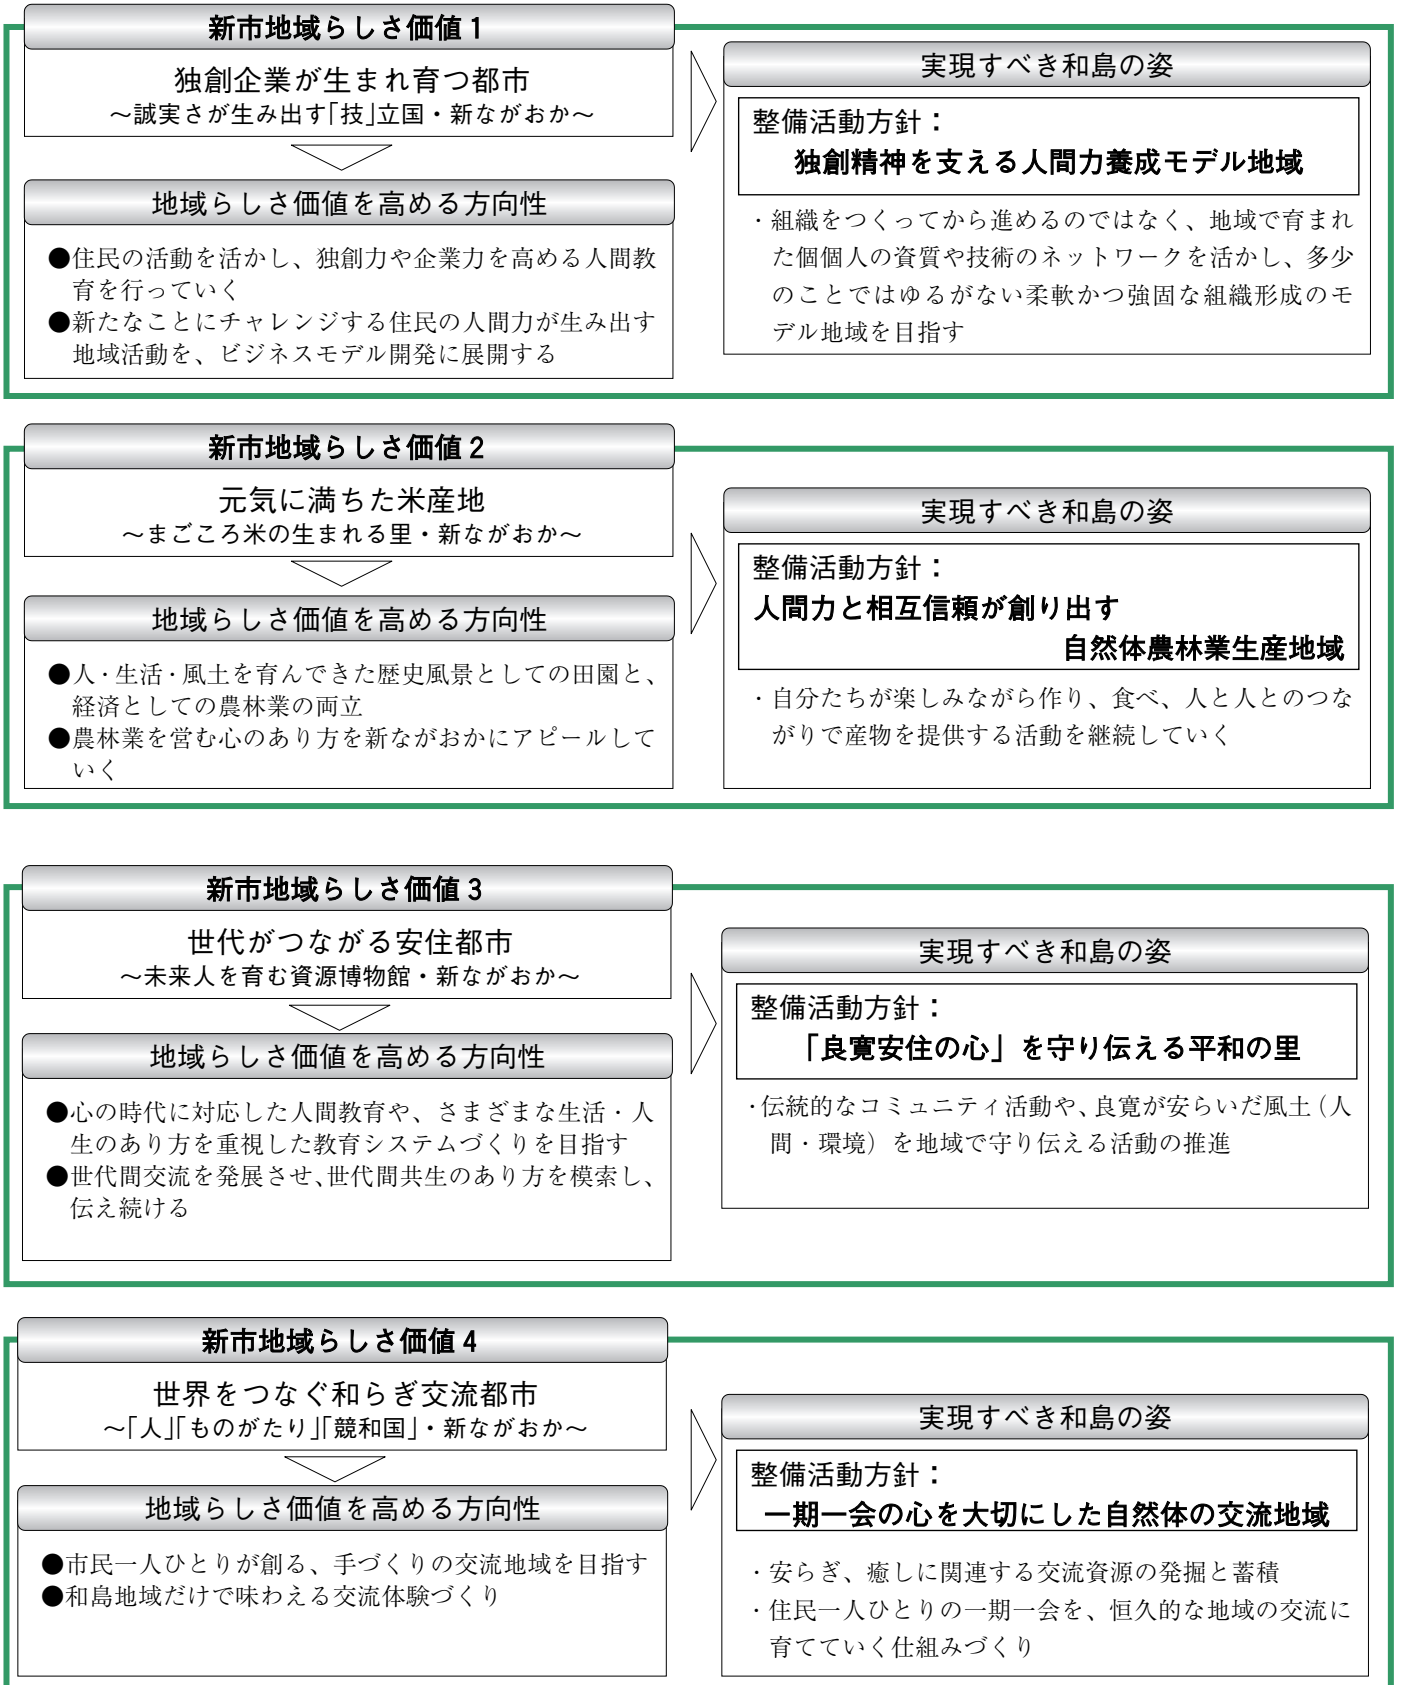 新市地域らしさ価値1
独創企業が生まれ育つ都市
～誠実さが生み出す「技」立国・新ながおか～
地域らしさ価値を高める方向性
●住民の活動を活かし、独創力や企業力を高める人間教
育を行っていく
●新たなことにチャレンジする住民の人間力が生み出す
地域活動を、ビジネスモデル開発に展開する
実現すべき和島の姿
整備活動方針：
独創精神を支える人間力養成モデル地域
・組織をつくってから進めるのではなく、地域で育まれ
た個個人の資質や技術のネットワークを活かし、多少
のことではゆるがない柔軟かつ強固な組織形成のモ
デル地域を目指す
新市地域らしさ価値2
元気に満ちた米産地
～まごころ米の生まれる里・新ながおか～
地域らしさ価値を高める方向性
●人・生活・風土を育んできた歴史風景としての田園と、
経済としての農林業の両立
●農林業を営む心のあり方を新ながおかにアピールして
いく
実現すべき和島の姿
整備活動方針：
人間力と相互信頼が創り出す
自然体農林業生産地域
・自分たちが楽しみながら作り、食べ、人と人とのつな
がりで産物を提供する活動を継続していく
新市地域らしさ価値3
世代がつながる安住都市
～未来人を育む資源博物館・新ながおか～
地域らしさ価値を高める方向性
●心の時代に対応した人間教育や、さまざまな生活・人
生のあり方を重視した教育システムづくりを目指す
●世代間交流を発展させ、世代間共生のあり方を模索し、
伝え続ける
実現すべき和島の姿
整備活動方針：
「良寛安住の心」を守り伝える平和の里
・伝統的なコミュニティ活動や、良寛が安らいだ風土（人
間・環境）を地域で守り伝える活動の推進
新市地域らしさ価値4
世界をつなぐ和らぎ交流都市
～「人」「ものがたり」「競和国」・新ながおか～
地域らしさ価値を高める方向性
●市民一人ひとりが創る、手づくりの交流地域を目指す
●和島地域だけで味わえる交流体験づくり
実現すべき和島の姿
整備活動方針：
一期一会の心を大切にした自然体の交流地域
・安らぎ、癒しに関連する交流資源の発掘と蓄積
・住民一人ひとりの一期一会を、恒久的な地域の交流に
育てていく仕組みづくり